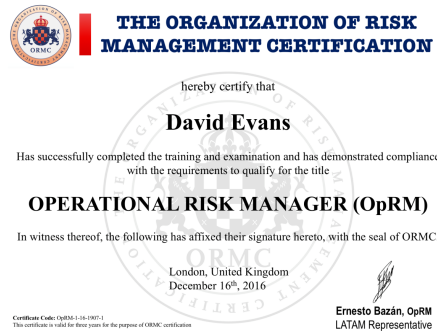 THE ORGANIZATION OF RISK
MANAGEMENT CERTIFICATION
ORMC
hereby certify that
David Evans
Has successfully completed the training and examination and has demonstrated compliance
with the requirements to qualify for the title
OPERATIONAL RISK MANAGER (OpRM)
In witness thereof, the following has affixed their signature hereto, with the seal of ORMC
ORMC
London, United Kingdom
December 16th, 2016
Ernesto Bazán, OpRM
LATAM Representative
Certificate Code: OpRM-1-16-1907-1
This certificate is valid for three years for the purpose of ORMC certification